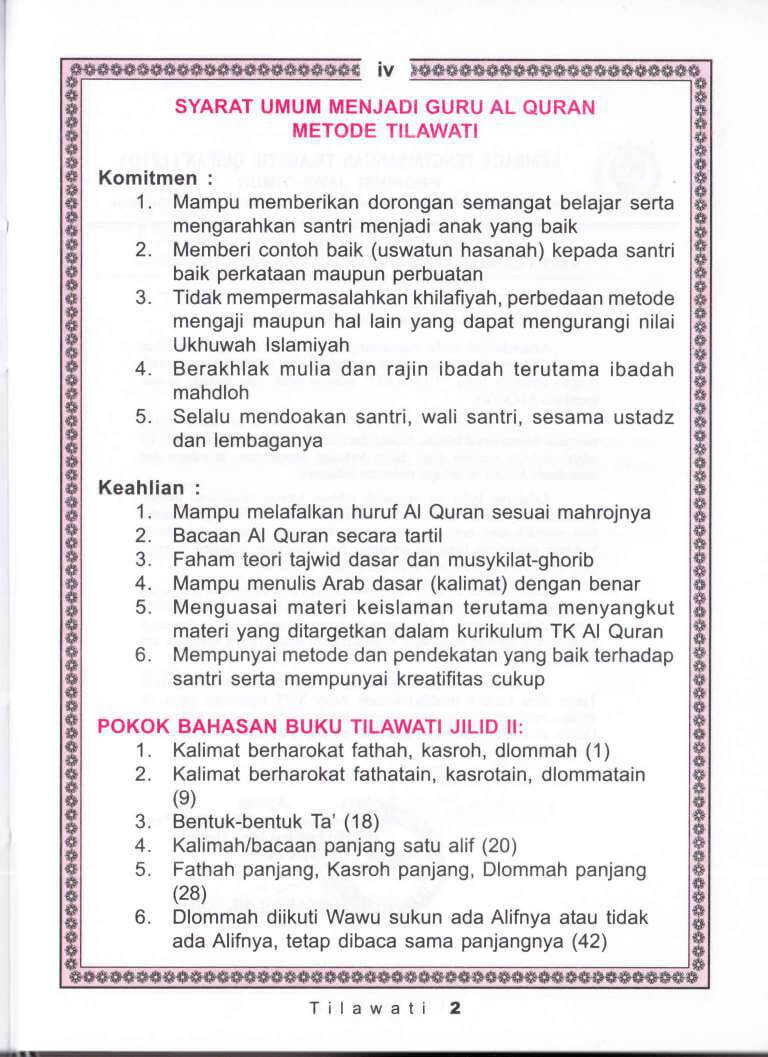 iv
SYARAT UMUM MENJADI GURU AL QURAN
METODE TILAWATI
Komitmen :
1. Mampu memberikan dorongan semangat belajar serta
mengarahkan santri menjadi anak yang baik
2. Memberi contoh baik (uswatun hasanah) kepada santri
baik perkataan maupun perbuatan
3. Tidak mempermasalahkan khilafiyah, perbedaan metode
mengaji maupun hal lain yang dapat mengurangi nilai
Ukhuwah Islamiyah
4. Berakhlak mulia dan rajin ibadah terutama ibadah
mahdloh
5. Selalu mendoakan santri, wali santri, sesama ustadz
dan lembaganya
Keahlian :
1. Mampu melafalkan huruf Al Quran sesuai mahrojnya
2. Bacaan Al Quran secara tartil
3. Faham teori tajwid dasar dan musykilat-ghorib
4. Mampu menulis Arab dasar (kalimat) dengan benar
5. Menguasai materi keislaman terutama menyangkut
materi yang ditargetkan dalam kurikulum TK Al Quran
6. Mempunyai metode dan pendekatan yang baik terhadap
santri serta mempunyai kreatifitas cukup
POKOK BAHASAN BUKU TILAWATI JILID II:
1. Kalimat berharokat fathah, kasroh, dlommah (1)
2. Kalimat berharokat fathatain, kasrotain, dlommatain
(9)
3. Bentuk-bentuk Ta' (18)
4. Kalimah/bacaan panjang satu alif (20)
5. Fathah panjang, Kasroh panjang, Dlommah panjang
(28)
6. Dlommah diikuti Wawu sukun ada Alifnya atau tidak
ada Alifnya, tetap dibaca sama panjangnya (42)
Tilawati 2